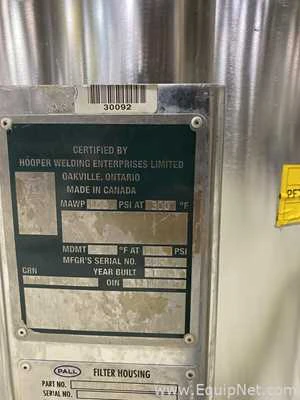 30092
CERTIFIED BY
HOOPER WELDING ENTERPRISES LIMITED
OAKVILLE, ONTARIO
MADE IN CANADA
MAWP PSI AT 300 °F
MDMT °F AT PSI
MFGR'S SERIAL NO.
YEAR BUILT
CRN
OIN
PALL FILTER HOUSING
PART NO.
SERIAL NO.
www.EquipNet.com